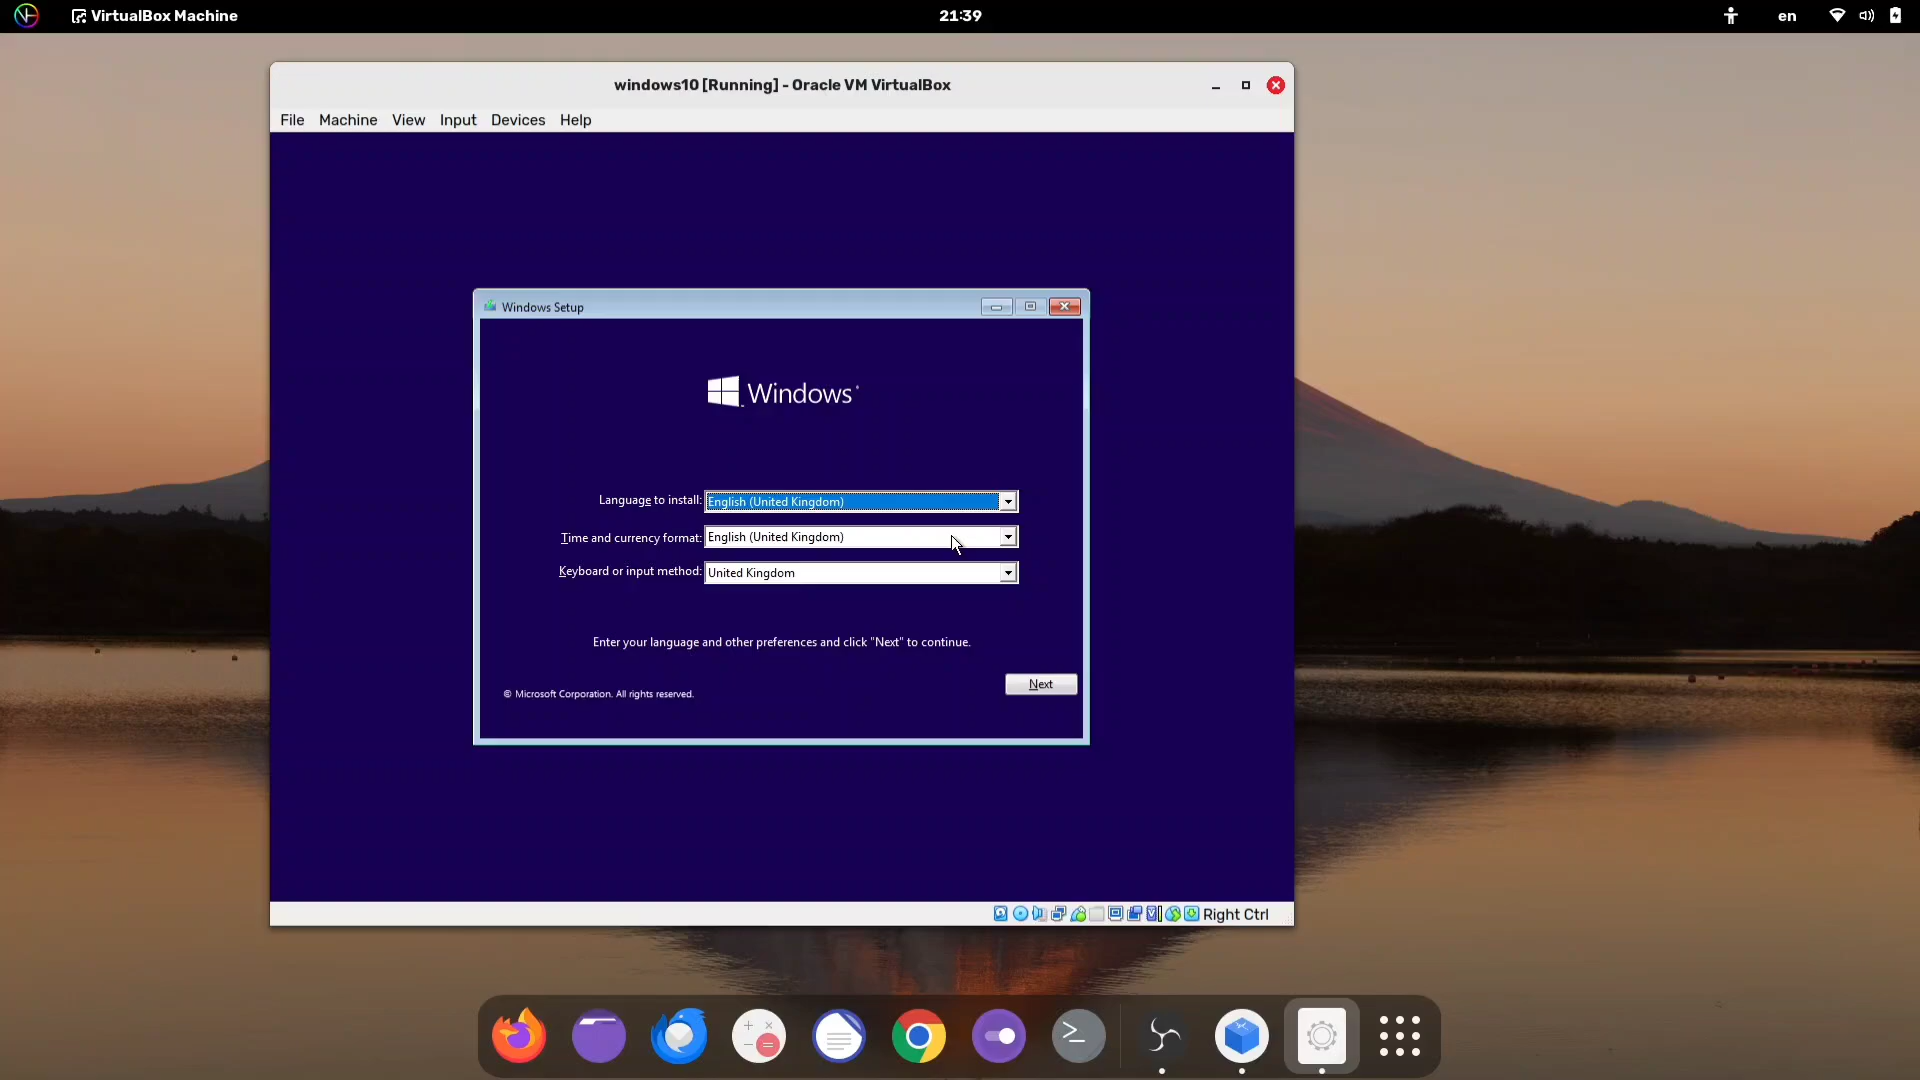 VirtualBox Machine
21:39
en
windows10 [Running] - Oracle VM VirtualBox
File Machine View Input Devices Help
Windows Setup
Windows
Language to install: English (United Kingdom)
Time and currency format: English (United Kingdom)
Keyboard or input method: United Kingdom
Enter your language and other preferences and click "Next" to continue.
Next
© Microsoft Corporation. All rights reserved.
Right Ctrl